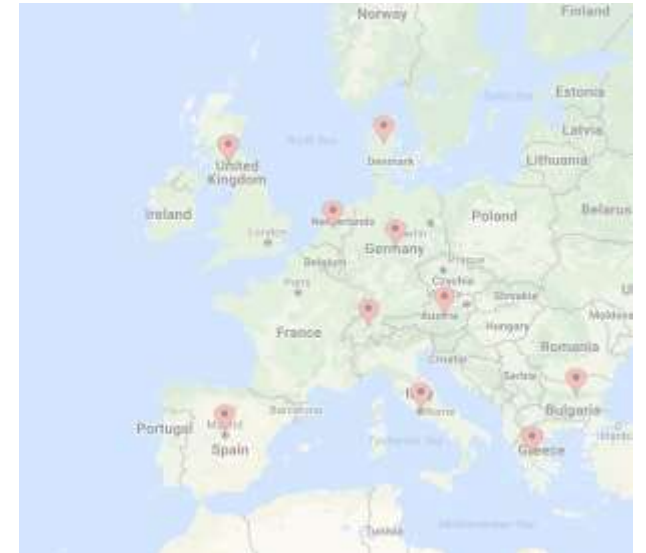 Norway
Finland
Estonia
Latvia
Denmark
Lithuania
United
Kingdom
Ireland
Netherlands
Poland
Belarus
London
Germany
Belgium
Prague
Czechia
Paris
Slovakia
Austria
France
Hungary
Moldova
Romania
Croatia
Serbia
Barcelona
Rome
Bulgaria
Portugal
Madrid
Spain
Greece
Tunisia